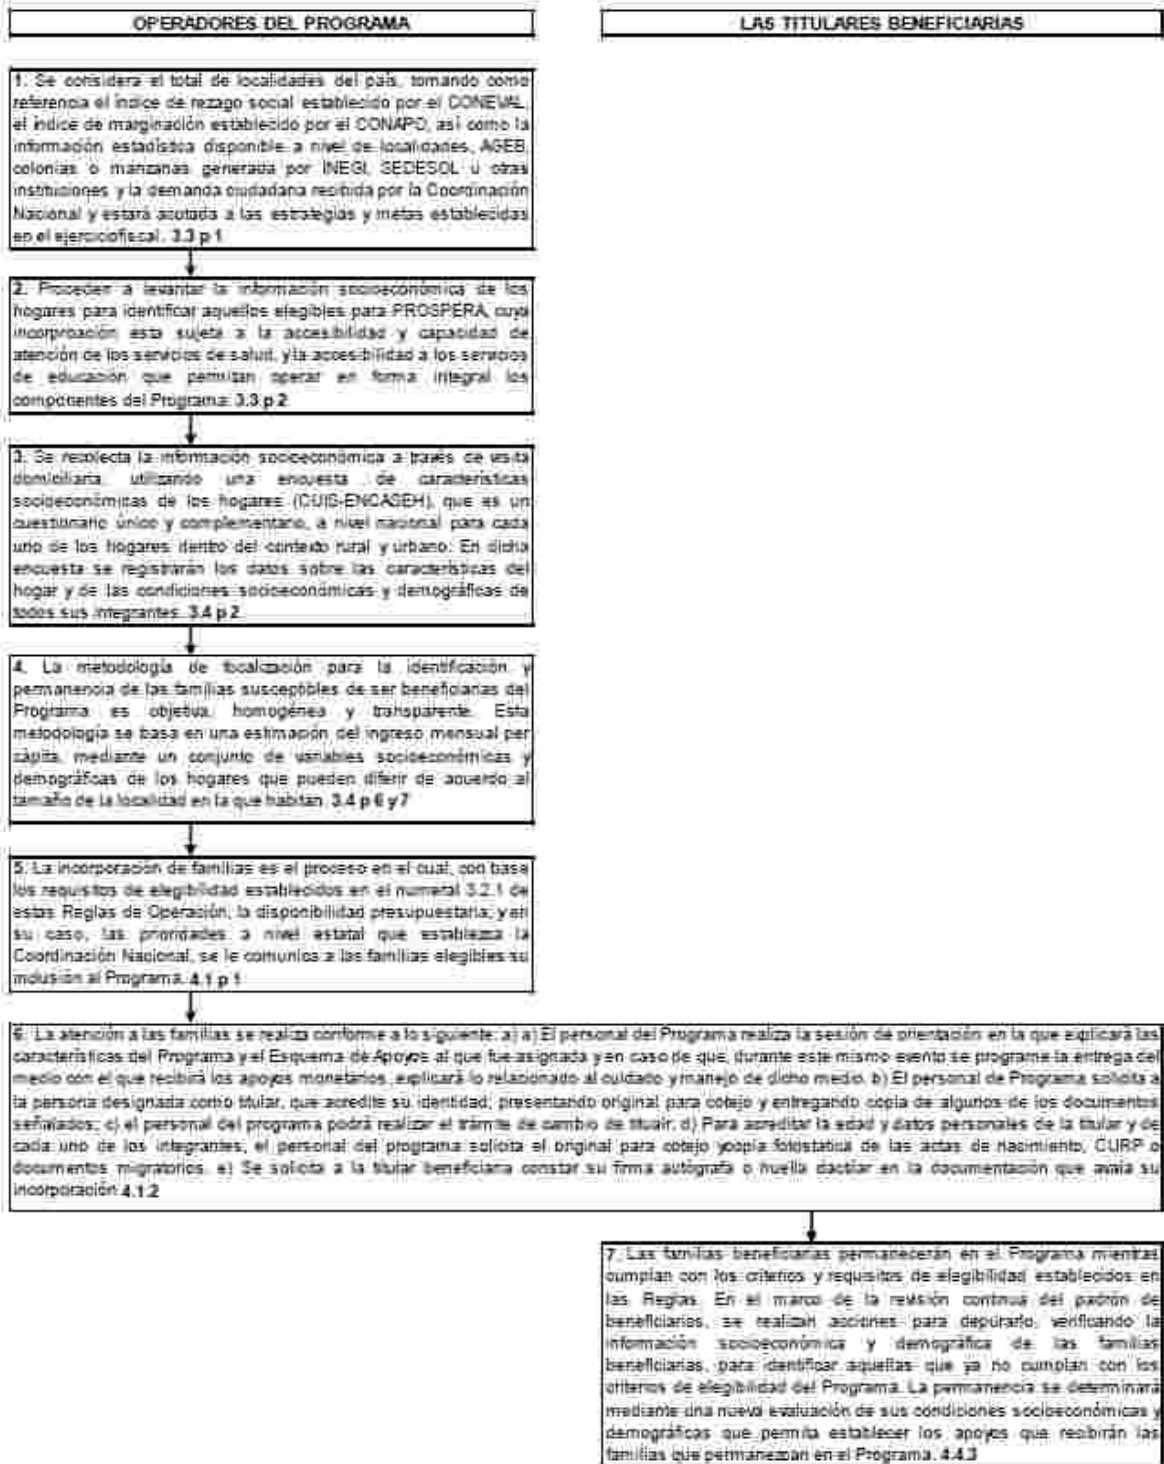 OPERADORES DEL PROGRAMA
LAS TITULARES BENEFICIARIAS
1. Se considera el total de localidades del país, tomando como
referencia el índice de rezago social establecido por el CONEVAL,
el índice de marginación establecido por el CONAPO, así como la
información estadística disponible a nivel de localidades, AGEB,
colonias o manzanas generada por INEGI, SEDESOL u otras
instituciones y la demanda ciudadana recibida por la Coordinación
Nacional y estará acotada a las estrategias y metas establecidas
en el ejercicio fiscal. 3.3 p 1
2. Proceden a levantar la información socioeconómica de los
hogares para identificar aquellos elegibles para PROSPERA, cuya
incorproación esta sujeta a la accesibilidad y capacidad de
atención de los servicios de salud, y la accesibilidad a los servicios
de educación que permitan operar en forma integral los
componentes del Programa. 3.3 p 2
3. Se recolecta la información socioeconómica a través de visita
domiciliaria, utilizando una encuesta de características
socioeconómicas de los hogares (CUIS-ENCASEH), que es un
cuestionario único y complementario, a nivel nacional para cada
uno de los hogares dentro del contexto rural y urbano. En dicha
encuesta se registrarán los datos sobre las características del
hogar y de las condiciones socioeconómicas y demográficas de
todos sus integrantes. 3.4 p 2
4. La metodología de focalización para la identificación y
permanencia de las familias susceptibles de ser beneficiarias del
Programa es objetiva, homogénea y transparente. Esta
metodología se basa en una estimación del ingreso mensual per
cápita, mediante un conjunto de variables socioeconómicas y
demográficas de los hogares que pueden diferir de acuerdo al
tamaño de la localidad en la que habitan. 3.4 p 6 y 7
5. La incorporación de familias es el proceso en el cual, con base
los requisitos de elegibilidad establecidos en el numeral 3.2.1 de
estas Reglas de Operación, la disponibilidad presupuestaria, y en
su caso, las prioridades a nivel estatal que establezca la
Coordinación Nacional, se le comunica a las familias elegibles su
inclusión al Programa. 4.1 p 1
6. La atención a las familias se realiza conforme a lo siguiente: a) a) El personal del Programa realiza la sesión de orientación en la que explicará las
características del Programa y el Esquema de Apoyos al que fue asignada y en caso de que, durante este mismo evento se programe la entrega del
medio con el que recibirá los apoyos monetarios, explicará lo relacionado al cuidado y manejo de dicho medio. b) El personal de Programa solicita a
la persona designada como titular, que acredite su identidad, presentando original para cotejo y entregando copia de algunos de los documentos
señalados; c) el personal del programa podrá realizar el trámite de cambio de titualr; d) Para acreditar la edad y datos personales de la titular y de
cada uno de los integrantes, el personal del programa solicita el original para cotejo y copia fotostatica de las actas de nacimiento, CURP o
documentos migratorios. e) Se solicita a la titular beneficiaria constar su firma autógrafa o huella dactilar en la documentación que avala su
incorporación 4.1.2
7. Las familias beneficiarias permanecerán en el Programa mientras
cumplan con los criterios y requisitos de elegibilidad establecidos en
las Reglas. En el marco de la revisión continua del padrón de
beneficiarios, se realizan acciones para depurarlo, verificando la
información socioeconómica y demográfica de las familias
beneficiarias, para identificar aquellas que ya no cumplan con los
criterios de elegibilidad del Programa. La permanencia se determinará
mediante una nueva evaluación de sus condiciones socioeconómicas y
demográficas que permita establecer los apoyos que recibirán las
familias que permanezcan en el Programa. 4.4.3